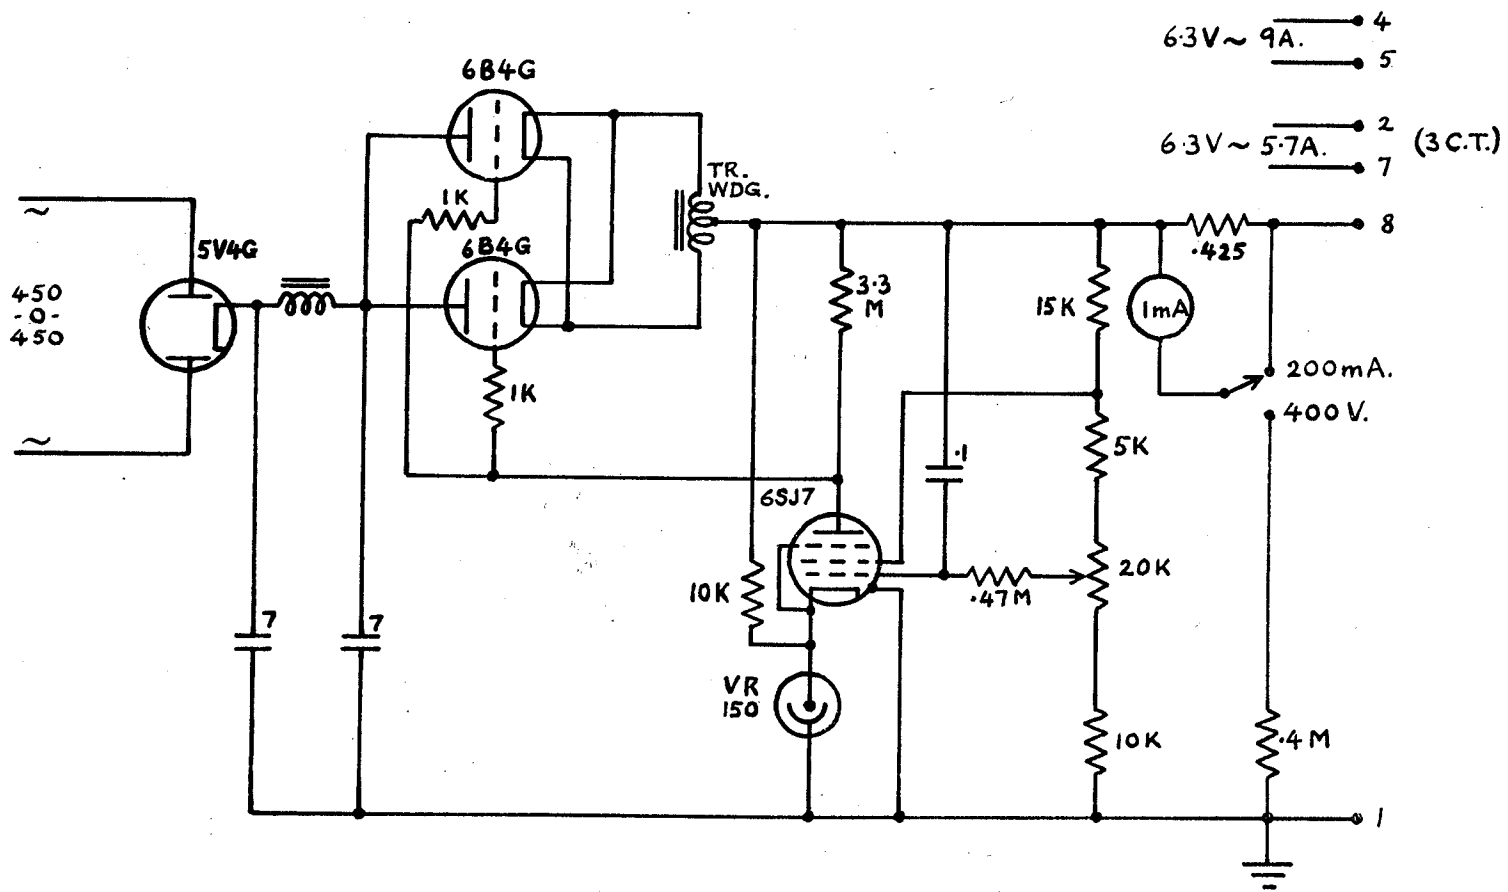 4
6.3V ~ 9A.
5
6B4G
2
6.3V ~ 5.7A. (3 C.T.)
7
TR.
WDG.
1K
~
8
5V4G
6B4G
.425
450
-0-
450
3.3
M
15K
1mA
200mA.
1K
400V.
~
5K
.1
6SJ7
20K
10K
.47M
7
7
VR
150
10K
.4M
1